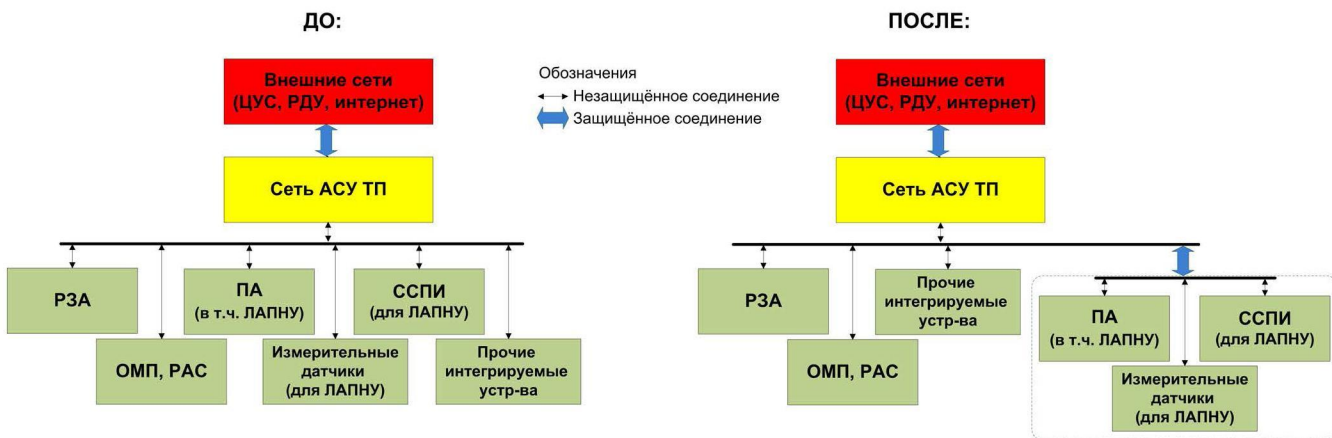 ДО:
Внешние сети
(ЦУС, РДУ, интернет)
Сеть АСУ ТП
РЗА
ПА
(в т.ч. ЛАПНУ)
ССПИ
(для ЛАПНУ)
ОМП, РАС
Измерительные
датчики
(для ЛАПНУ)
Прочие
интегрируемые
устр-ва
Обозначения
Незащищённое соединение
Защищённое соединение
ПОСЛЕ:
Внешние сети
(ЦУС, РДУ, интернет)
Сеть АСУ ТП
РЗА
Прочие
интегрируемые
устр-ва
ОМП, РАС
ПА
(в т.ч. ЛАПНУ)
ССПИ
(для ЛАПНУ)
Измерительные
датчики
(для ЛАПНУ)